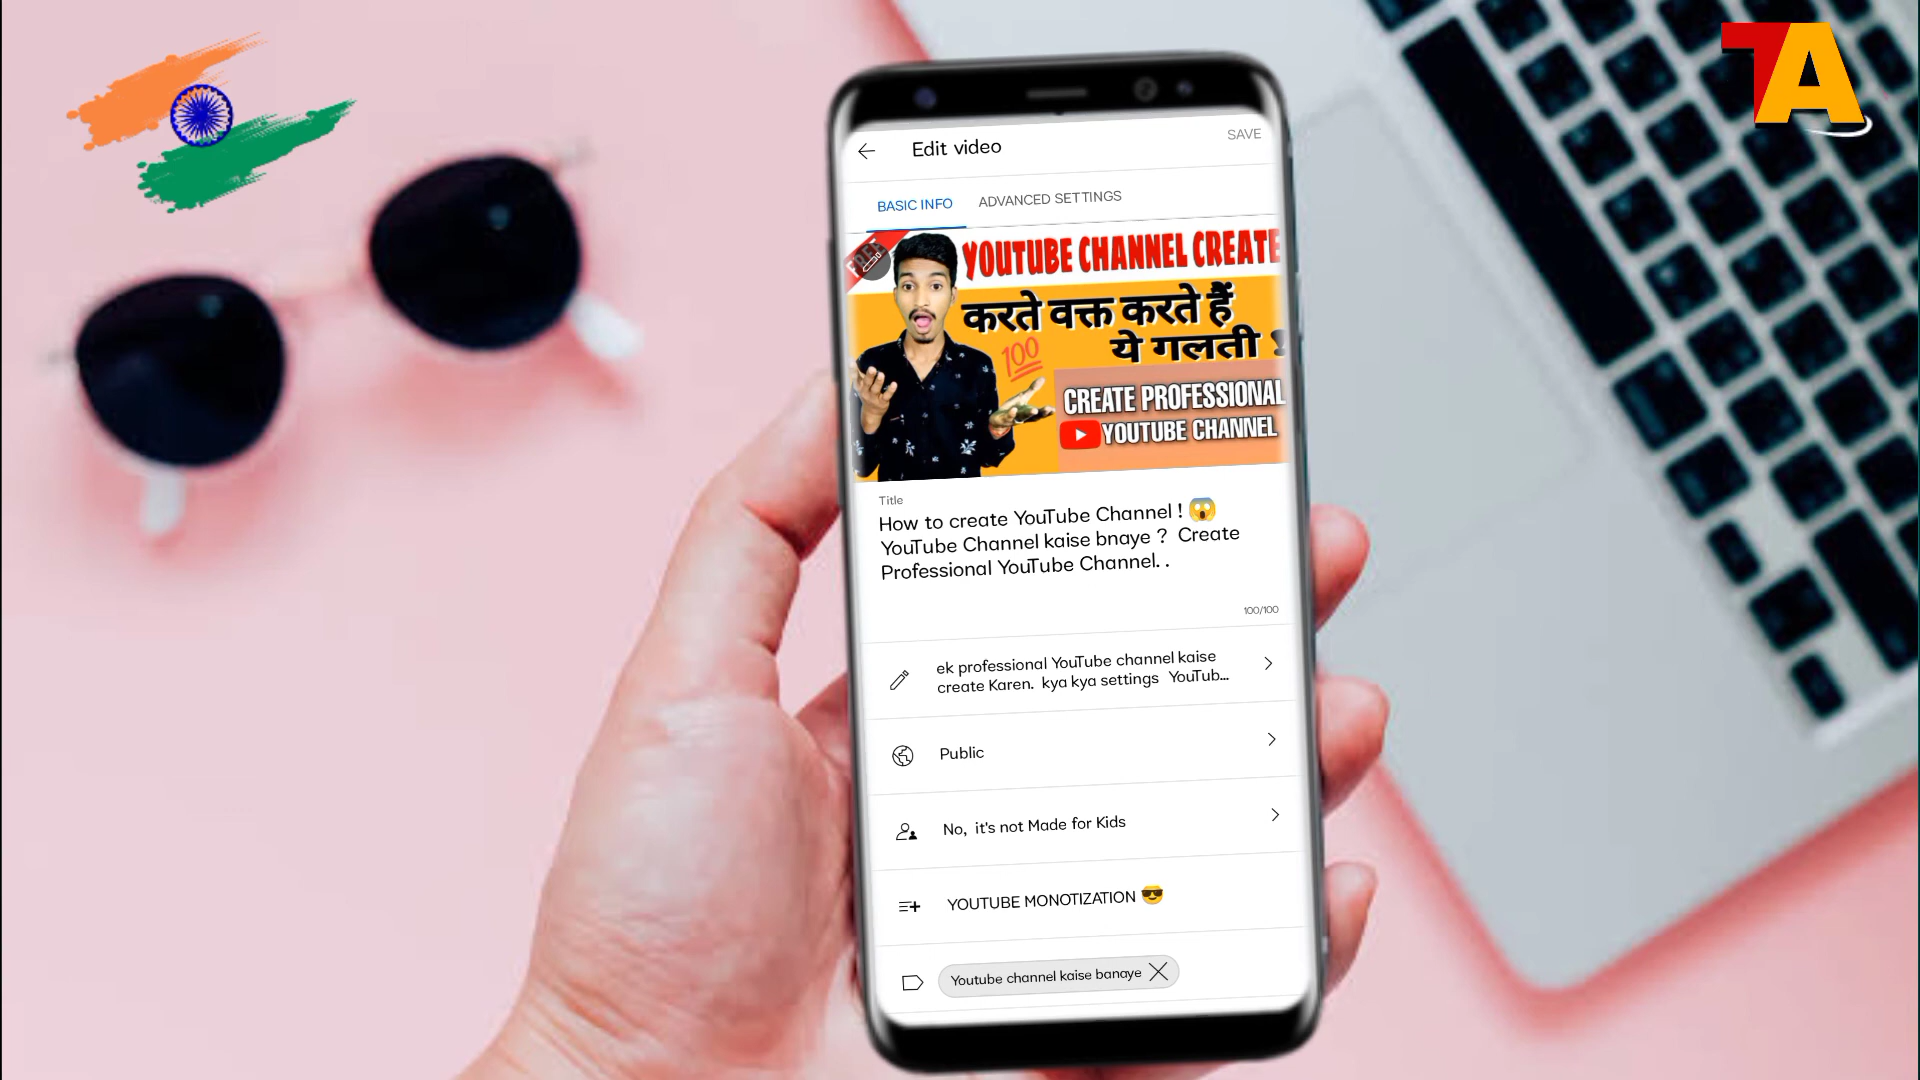 TA
Edit video
SAVE
BASIC INFO
ADVANCED SETTINGS
FREE
YOUTUBE CHANNEL CREATE
करते वक्त करते हैं
ये गलती ?
100
CREATE PROFESSIONAL
YOUTUBE CHANNEL
Title
How to create YouTube Channel ! 😱
YouTube Channel kaise bnaye ? Create
Professional YouTube Channel. .
100/100
ek professional YouTube channel kaise
create Karen. kya kya settings YouTub...
Public
No, it's not Made for Kids
YOUTUBE MONOTIZATION 😎
Youtube channel kaise banaye